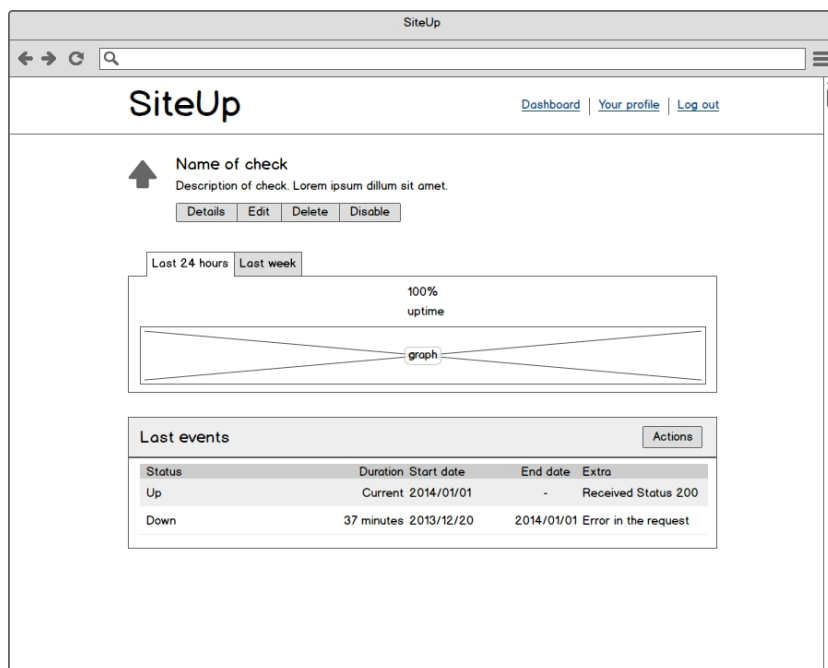 SiteUp
SiteUp
Dashboard Your profile Log out
Name of check
Description of check. Lorem ipsum dillum sit amet.
Details Edit Delete Disable
Last 24 hours Last week
100%
uptime
graph
Last events Actions
Status Duration Start date End date Extra
Up Current 2014/01/01 - Received Status 200
Down 37 minutes 2013/12/20 2014/01/01 Error in the request